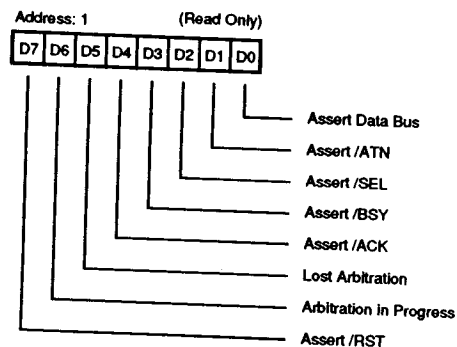 Address: 1 (Read Only)
D7 D6 D5 D4 D3 D2 D1 D0
Assert Data Bus
Assert /ATN
Assert /SEL
Assert /BSY
Assert /ACK
Lost Arbitration
Arbitration in Progress
Assert /RST